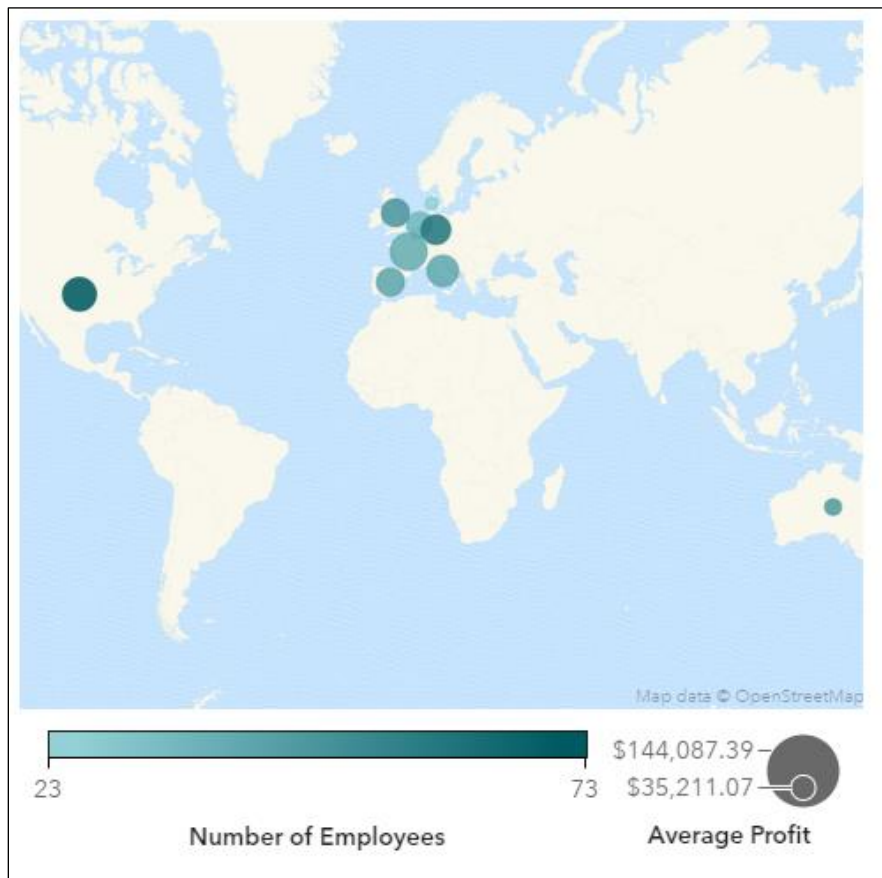 Map data © OpenStreetMap
$144,087.39
$35,211.07
23
73
Number of Employees
Average Profit